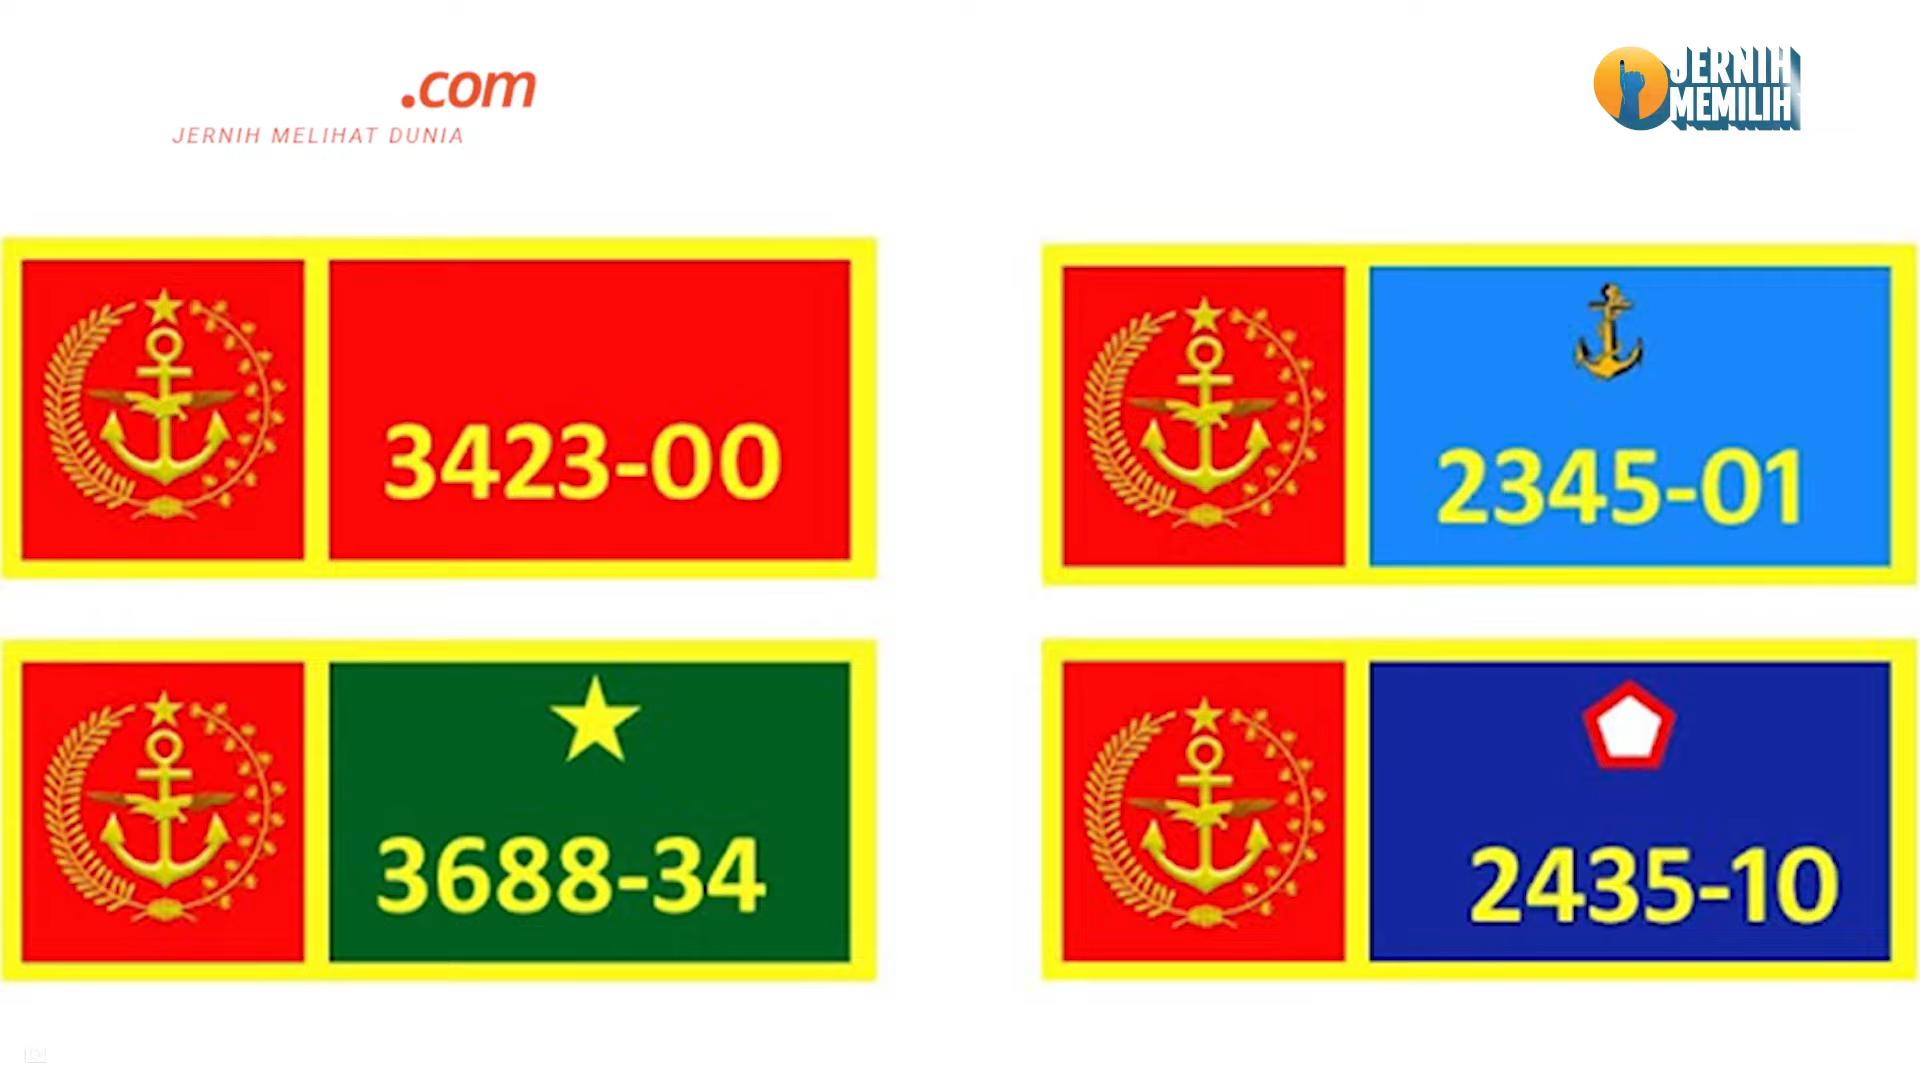 .com
JERNIH MELIHAT DUNIA
JERNIH
MEMILIH
3423-00
2345-01
3688-34
2435-10